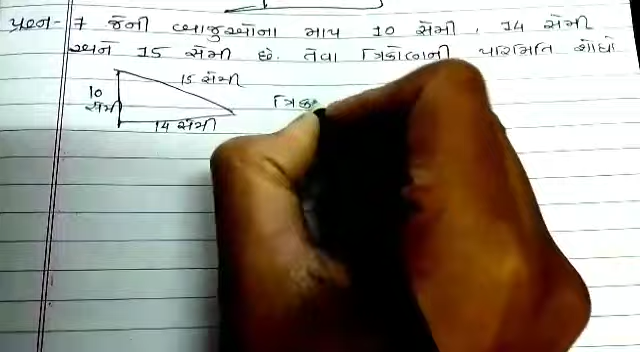 પ્રશ્ન- 7 જેની બાજુઓના માપ 10 સેમી, 14 સેમી
અને 15 સેમી છે. તેવા ત્રિકોણની પરિમિતિ શોધો
15 સેમી
10
સેમી
14 સેમી